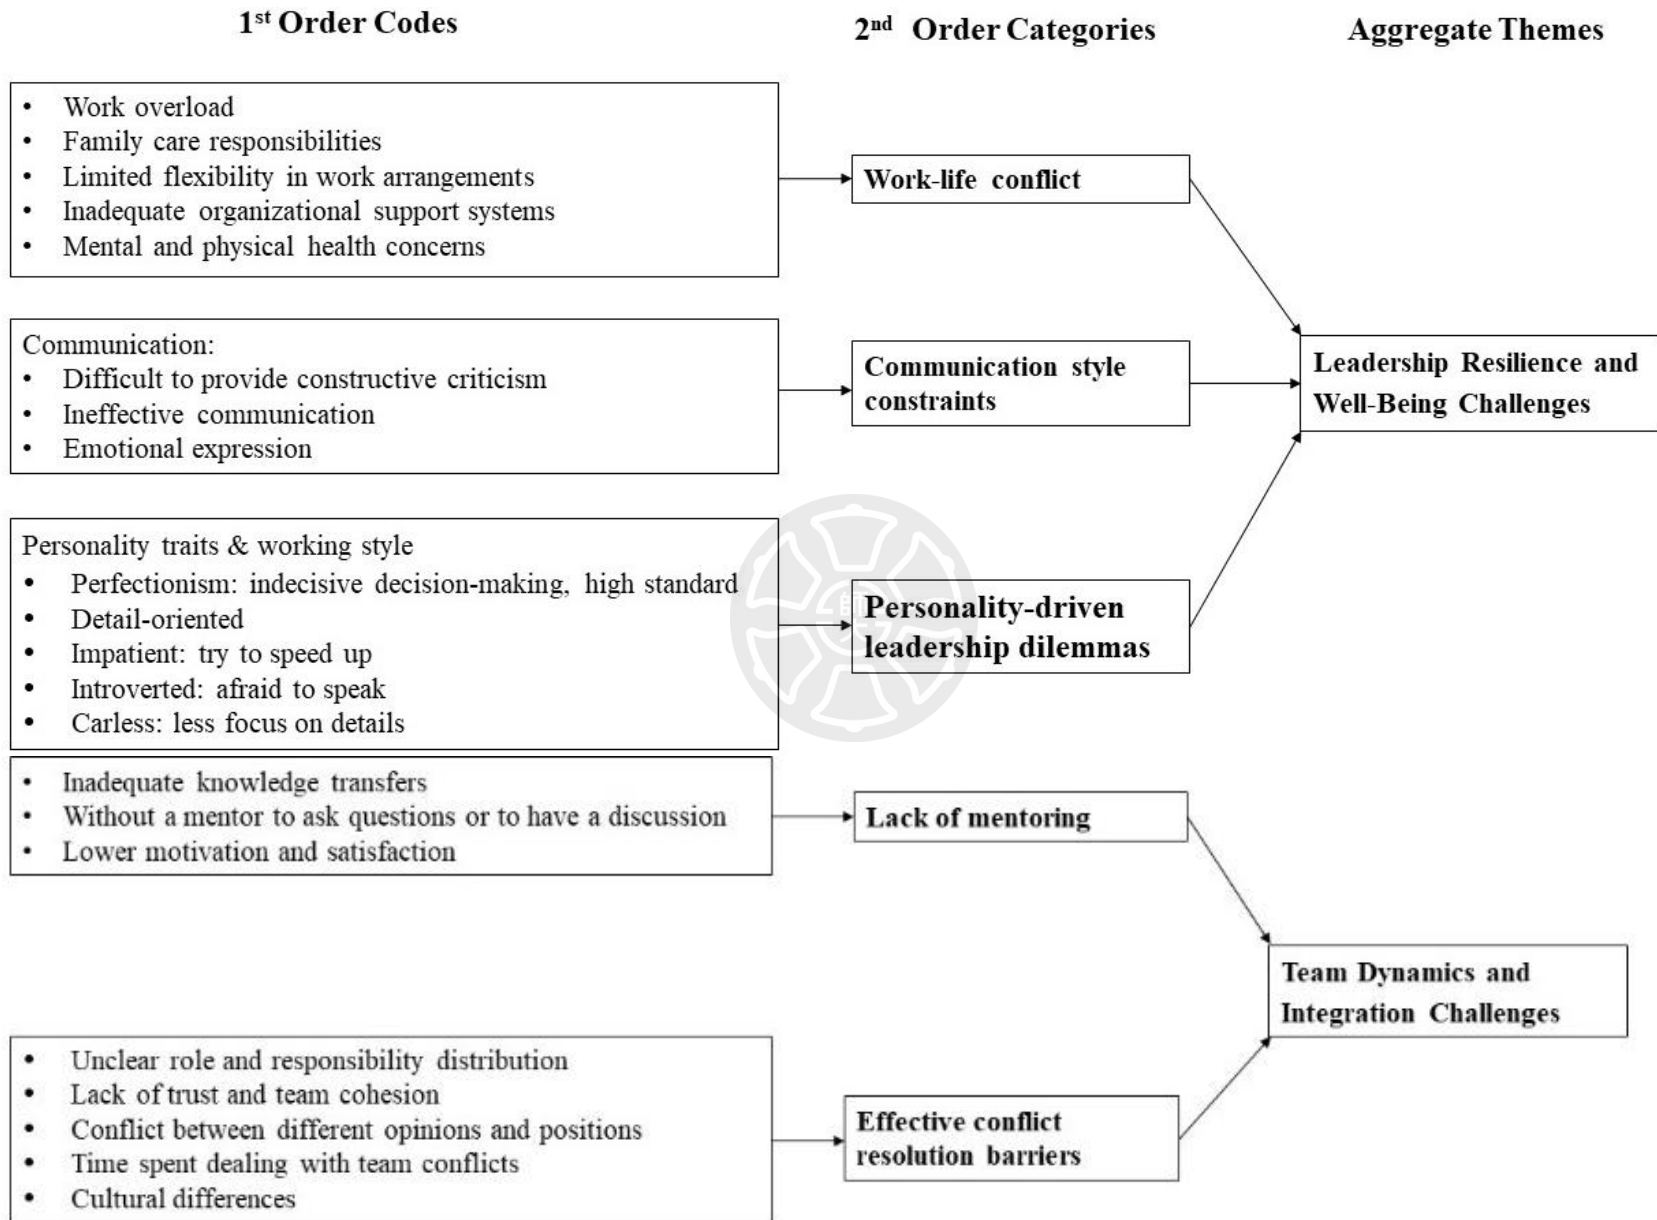 1st Order Codes
2nd Order Categories
Aggregate Themes
• Work overload
• Family care responsibilities
• Limited flexibility in work arrangements
• Inadequate organizational support systems
• Mental and physical health concerns
Work-life conflict
Communication:
• Difficult to provide constructive criticism
• Ineffective communication
• Emotional expression
Communication style
constraints
Leadership Resilience and
Well-Being Challenges
Personality traits & working style
• Perfectionism: indecisive decision-making, high standard
• Detail-oriented
• Impatient: try to speed up
• Introverted: afraid to speak
• Carless: less focus on details
Personality-driven
leadership dilemmas
• Inadequate knowledge transfers
• Without a mentor to ask questions or to have a discussion
• Lower motivation and satisfaction
Lack of mentoring
Team Dynamics and
Integration Challenges
• Unclear role and responsibility distribution
• Lack of trust and team cohesion
• Conflict between different opinions and positions
• Time spent dealing with team conflicts
• Cultural differences
Effective conflict
resolution barriers